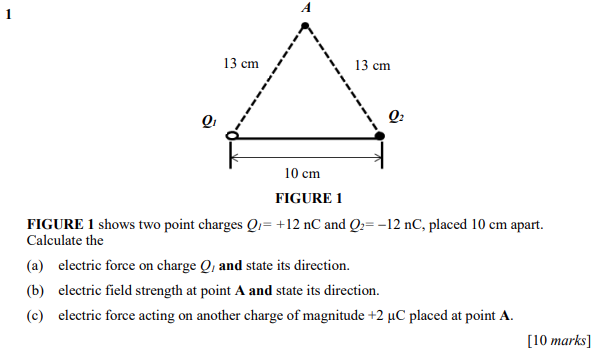 1
A
13 cm 13 cm
Q₁ Q₂
10 cm
FIGURE 1
FIGURE 1 shows two point charges Q₁= +12 nC and Q₂= −12 nC, placed 10 cm apart.
Calculate the
(a) electric force on charge Q₁ and state its direction.
(b) electric field strength at point A and state its direction.
(c) electric force acting on another charge of magnitude +2 μC placed at point A.
[10 marks]